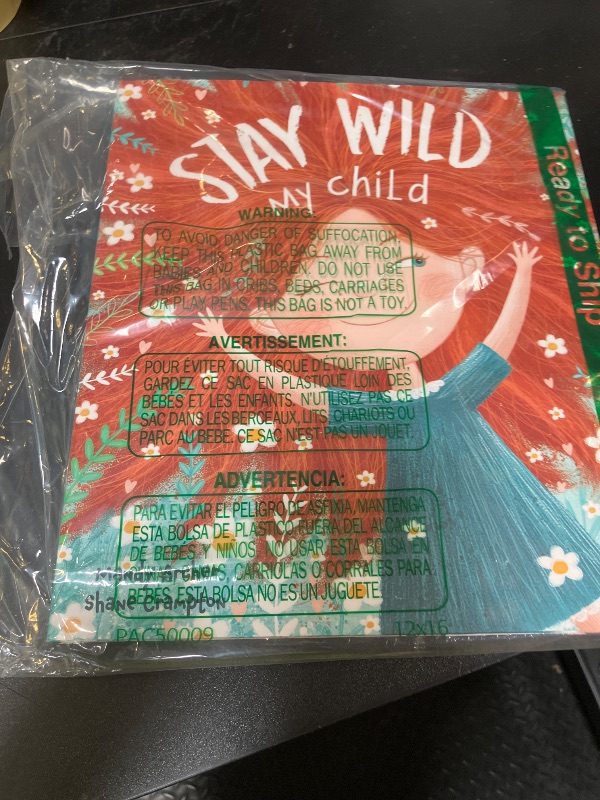 STAY WILD
MY CHILD
Ready to Ship
WARNING:
TO AVOID DANGER OF SUFFOCATION,
KEEP THIS PLASTIC BAG AWAY FROM
BABIES AND CHILDREN. DO NOT USE
THIS BAG IN CRIBS, BEDS, CARRIAGES
OR PLAY PENS. THIS BAG IS NOT A TOY.
AVERTISSEMENT:
POUR ÉVITER TOUT RISQUE D'ÉTOUFFEMENT,
GARDEZ CE SAC EN PLASTIQUE LOIN DES
BÉBÉS ET LES ENFANTS. N'UTILISEZ PAS CE
SAC DANS LES BERCEAUX, LITS, CHARIOTS OU
PARC AU BÉBÉ. CE SAC N'EST PAS UN JOUET.
ADVERTENCIA:
PARA EVITAR EL PELIGRO DE ASFIXIA, MANTENGA
ESTA BOLSA DE PLASTICO FUERA DEL ALCANCE
DE BEBES Y NIÑOS. NO USAR ESTA BOLSA EN
CARRIOLAS O CORRALES PARA
BEBES. ESTA BOLSA NO ES UN JUGUETE.
Archer
Shane Crampton
PAC50009 12x16